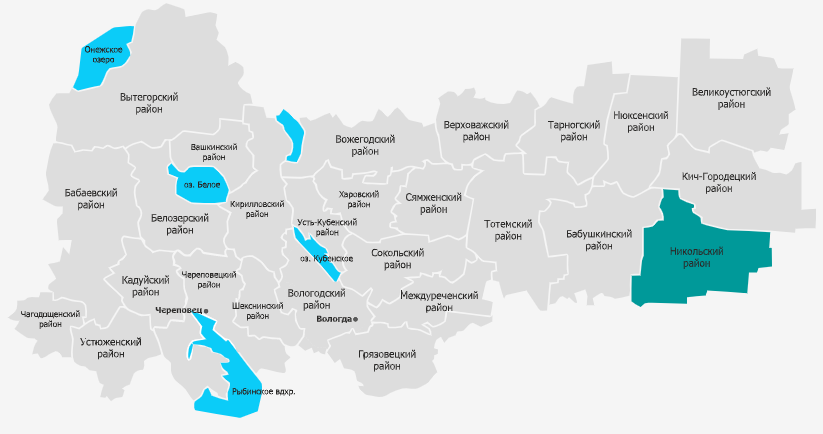 Онежское
озеро
Вытегорский
район
Великоустюгский
район
Нюксенский
район
Тарногский
район
Верховажский
район
Вожегодский
район
Вашкинский
район
Кич-Городецкий
район
оз. Белое
Бабаевский
район
Харовский
район
Сямженский
район
Кирилловский
район
Белозерский
район
Усть-Кубенский
район
Тотемский
район
Бабушкинский
район
Никольский
район
Сокольский
район
оз. Кубенское
Череповецкий
район
Кадуйский
район
Вологодский
район
Междуреченский
район
Шекснинский
район
Череповец
Чагодощенский
район
Вологда
Устюженский
район
Грязовецкий
район
Рыбинское вдхр.